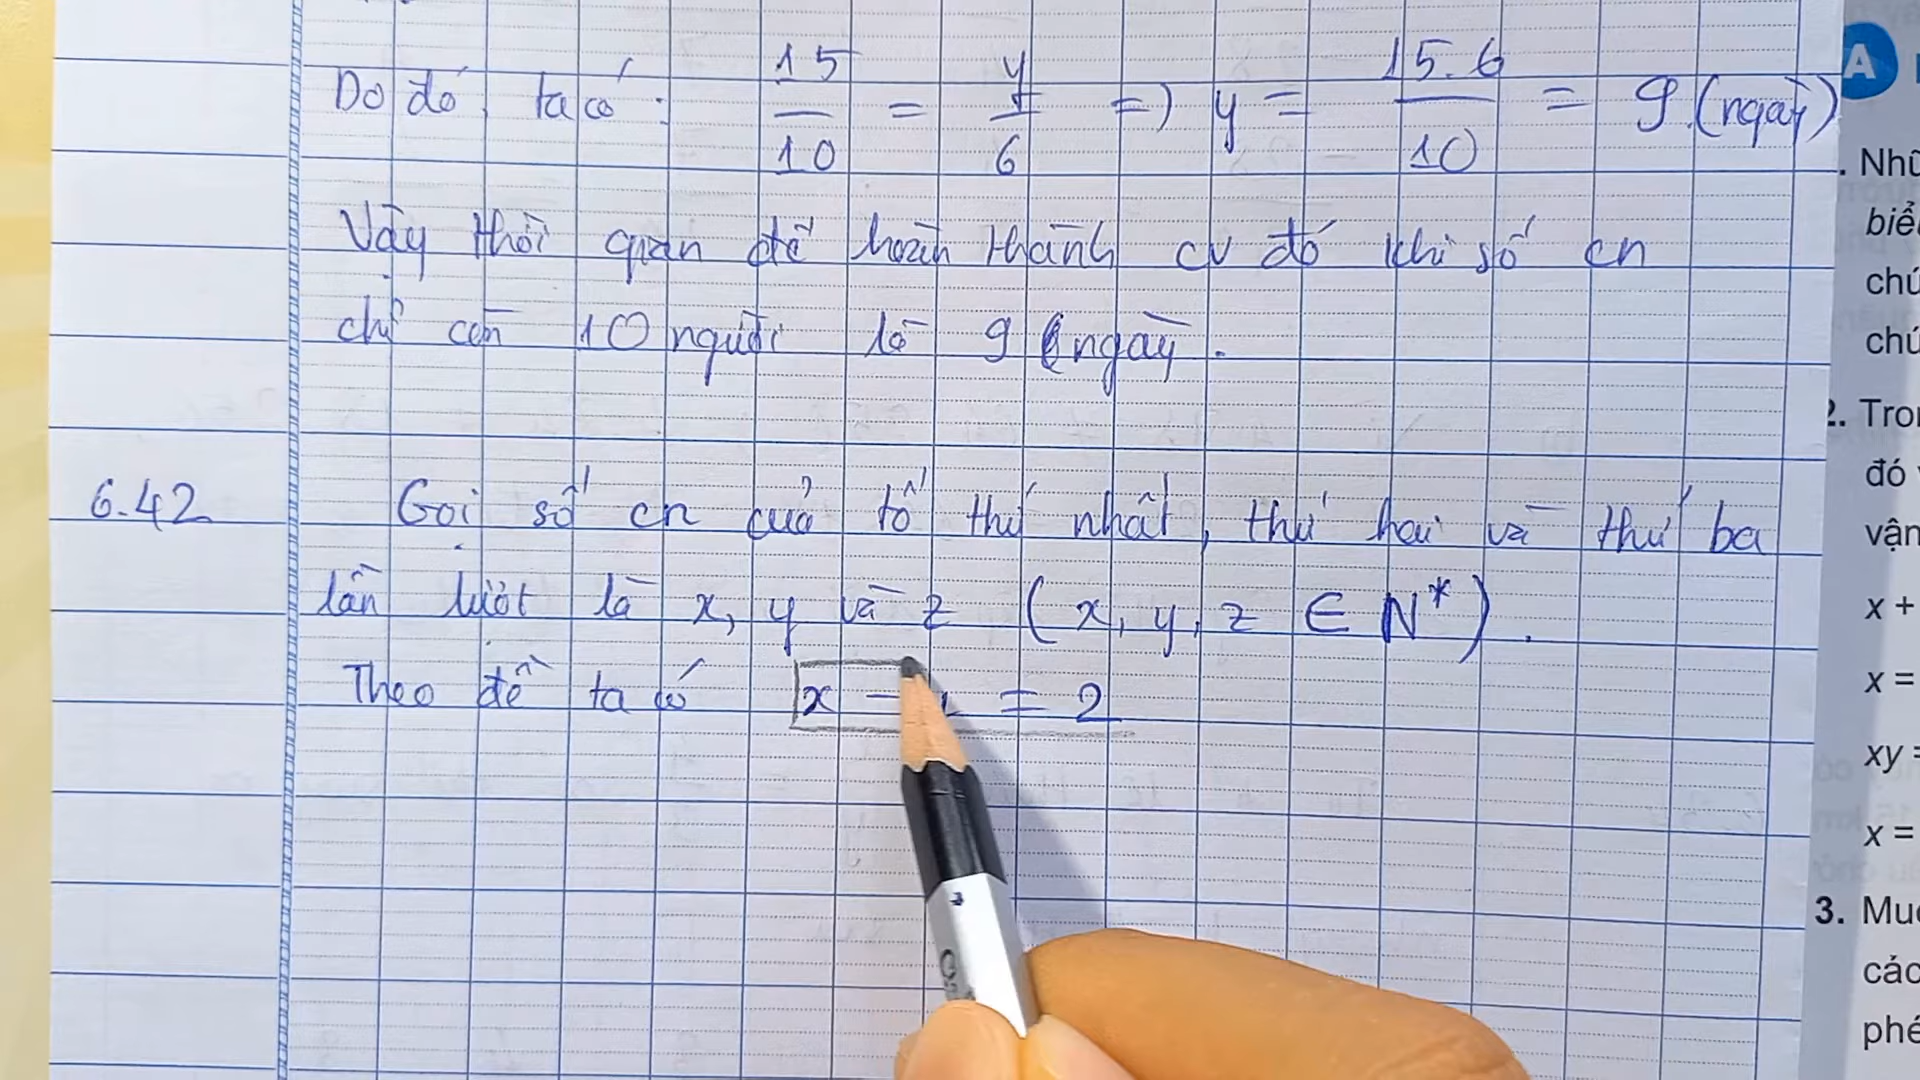 Do đó, ta có: 15/10 = y/6 => y = 15.6/10 = 9 (ngày)
Vậy thời gian để hoàn thành cv đó khi số cn
chỉ còn 10 người là 9 (ngày.
6.42 Gọi số cn của tổ thứ nhất, thứ hai và thứ ba
lần lượt là x, y và z (x, y, z ∈ N*).
Theo đề ta có x - = 2
A
. Nhữ
biể
chú
chú
2. Tro
đó
vận
x +
x =
xy =
x =
3. Mu
các
phé